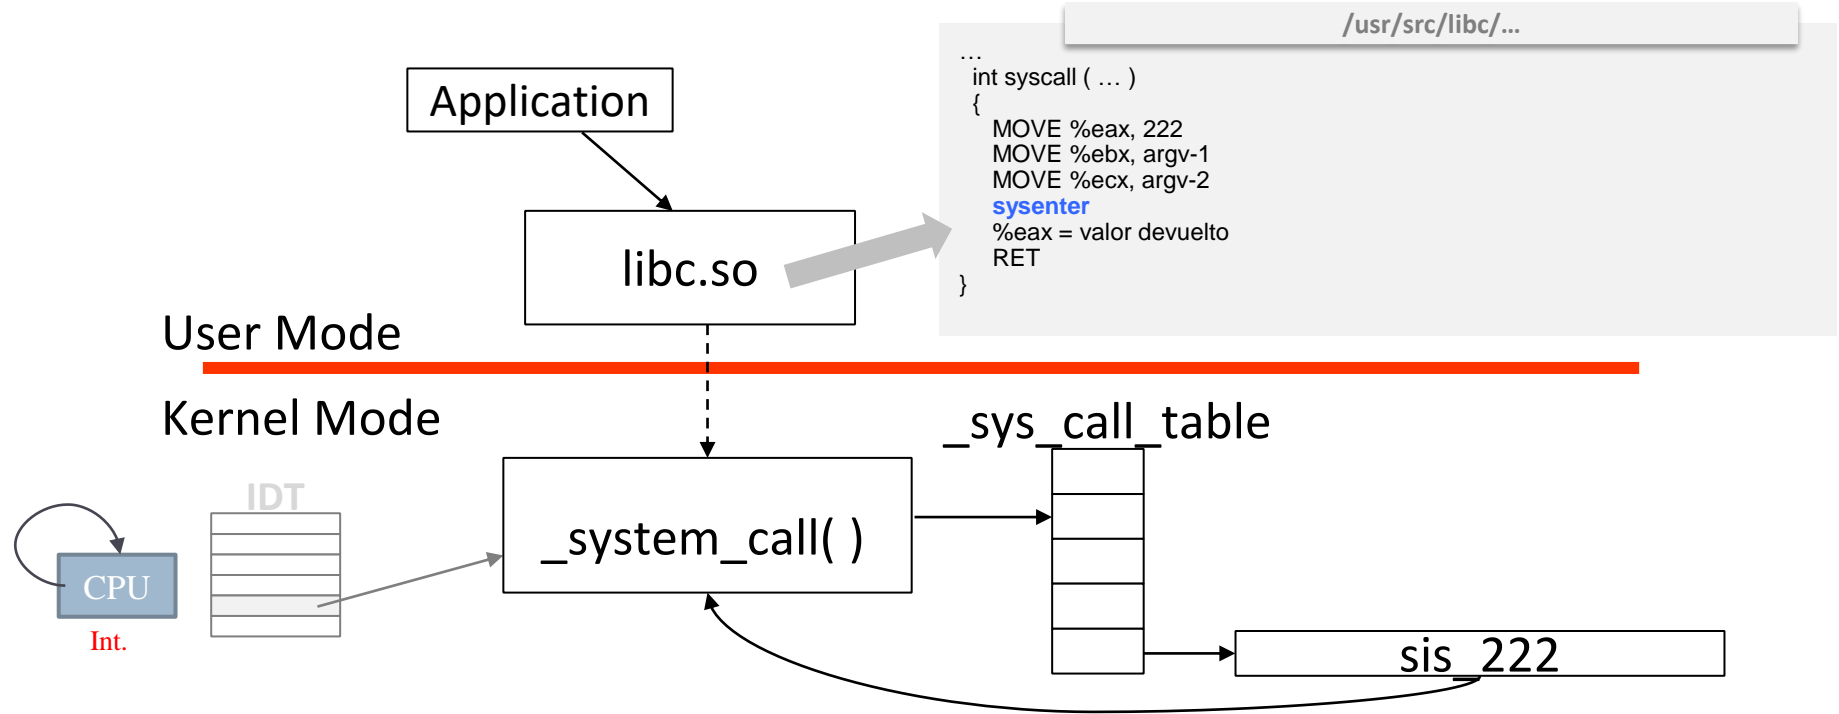 /usr/src/libc/…
…
int syscall ( … )
{
MOVE %eax, 222
MOVE %ebx, argv-1
MOVE %ecx, argv-2
sysenter
%eax = valor devuelto
RET
}
Application
libc.so
User Mode
Kernel Mode
_sys_call_table
IDT
_system_call( )
CPU
Int.
sis_222